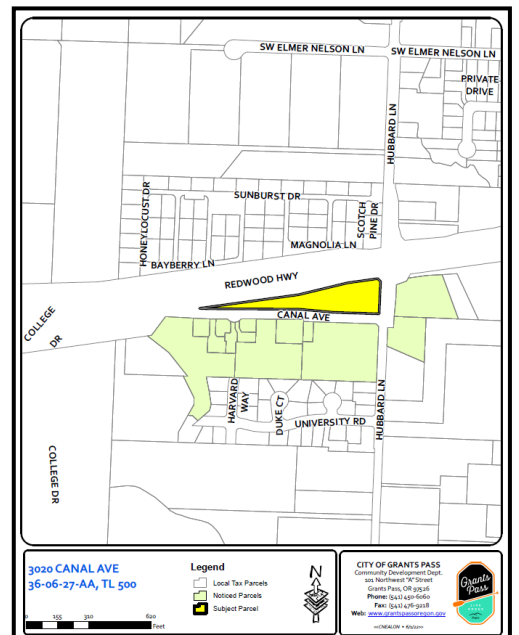 SW ELMER NELSON LN
SW ELMER NELSON LN
PRIVATE
DRIVE
HUBBARD LN
HONEYLOCUST DR
SUNBURST DR
SCOTCH
PINE DR
MAGNOLIA LN
BAYBERRY LN
REDWOOD HWY
CANAL AVE
COLLEGE
DR
HARVARD
WAY
DUKE CT
UNIVERSITY RD
HUBBARD LN
COLLEGE DR
3020 CANAL AVE
36-06-27-AA, TL 500
0 155 310 620
Feet
Legend
Local Tax Parcels
Noticed Parcels
Subject Parcel
N
CITY OF GRANTS PASS
Community Development Dept.
101 Northwest "A" Street
Grants Pass, OR 97526
Phone: (541) 450-6060
Fax: (541) 476-9218
Web: www.grantspassoregon.gov
Grants
Pass